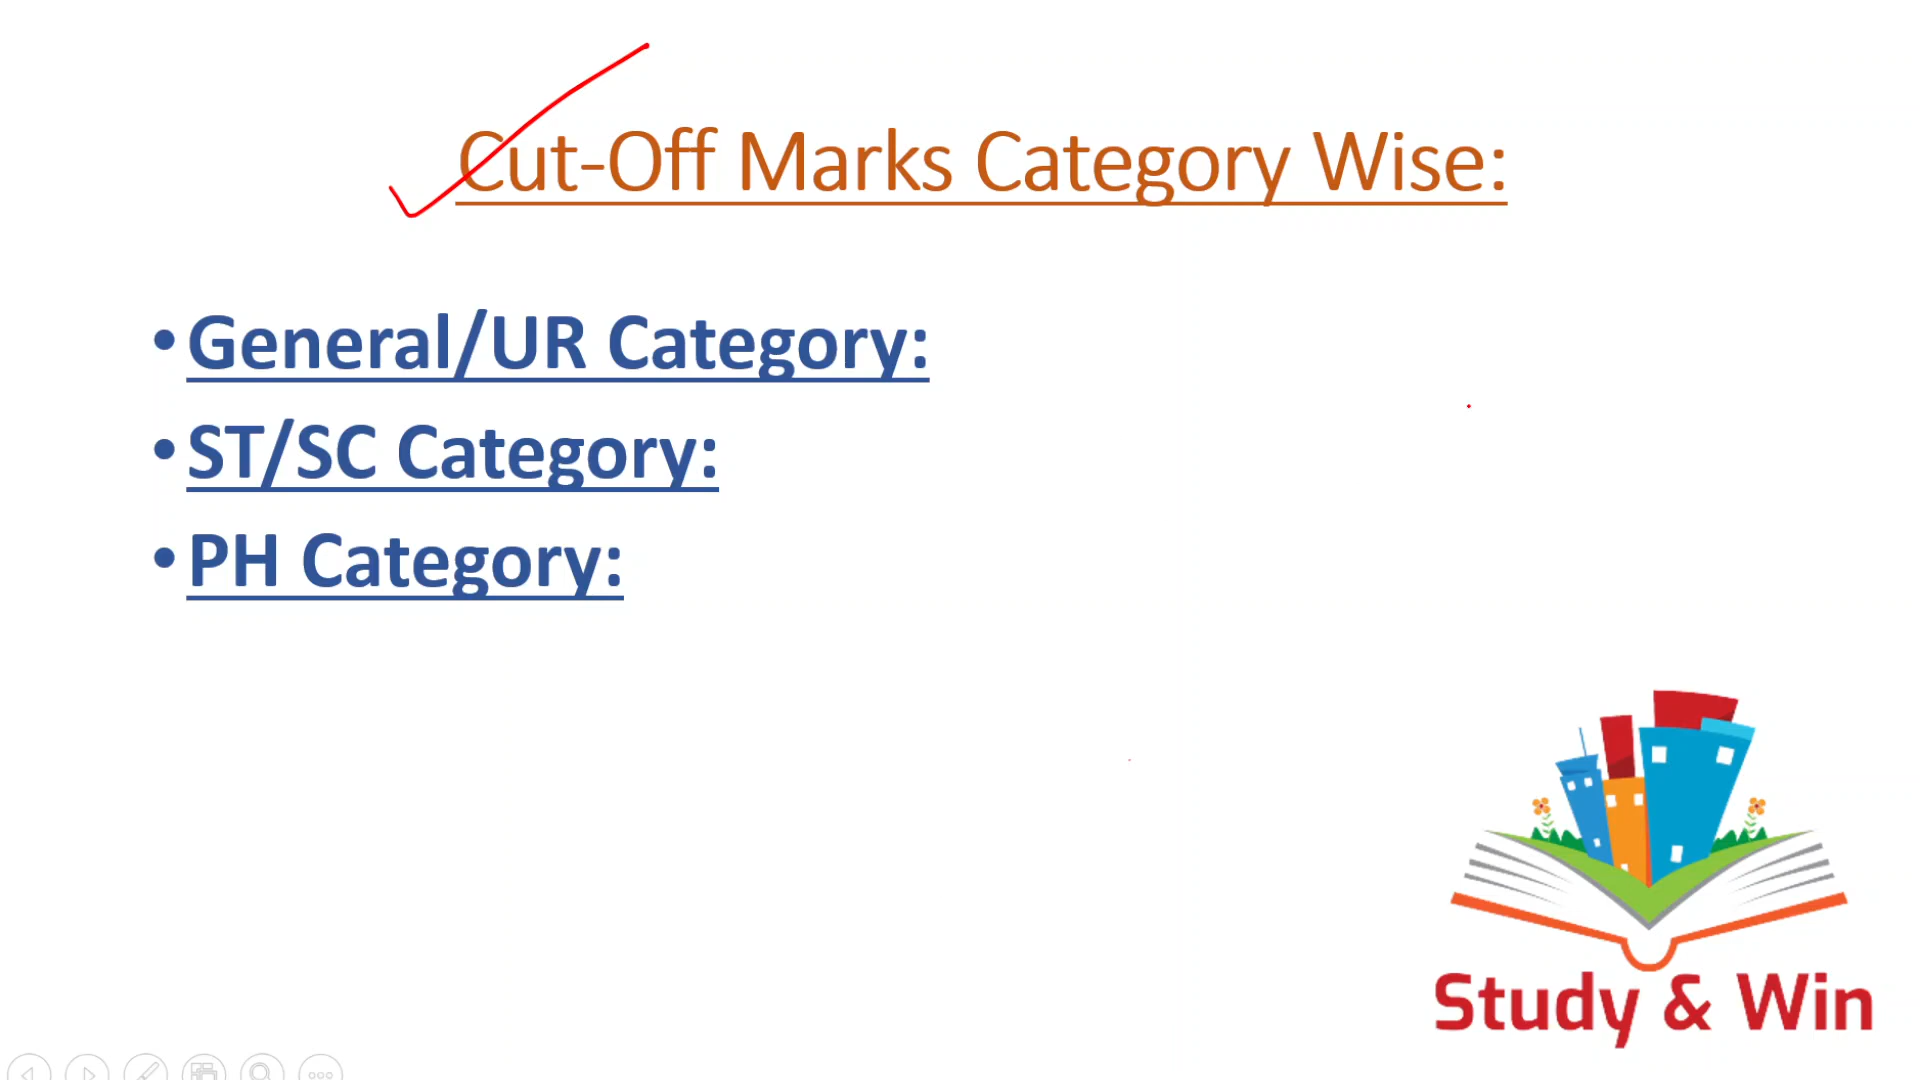 Cut-Off Marks Category Wise:
• General/UR Category:
• ST/SC Category:
• PH Category:
Study & Win